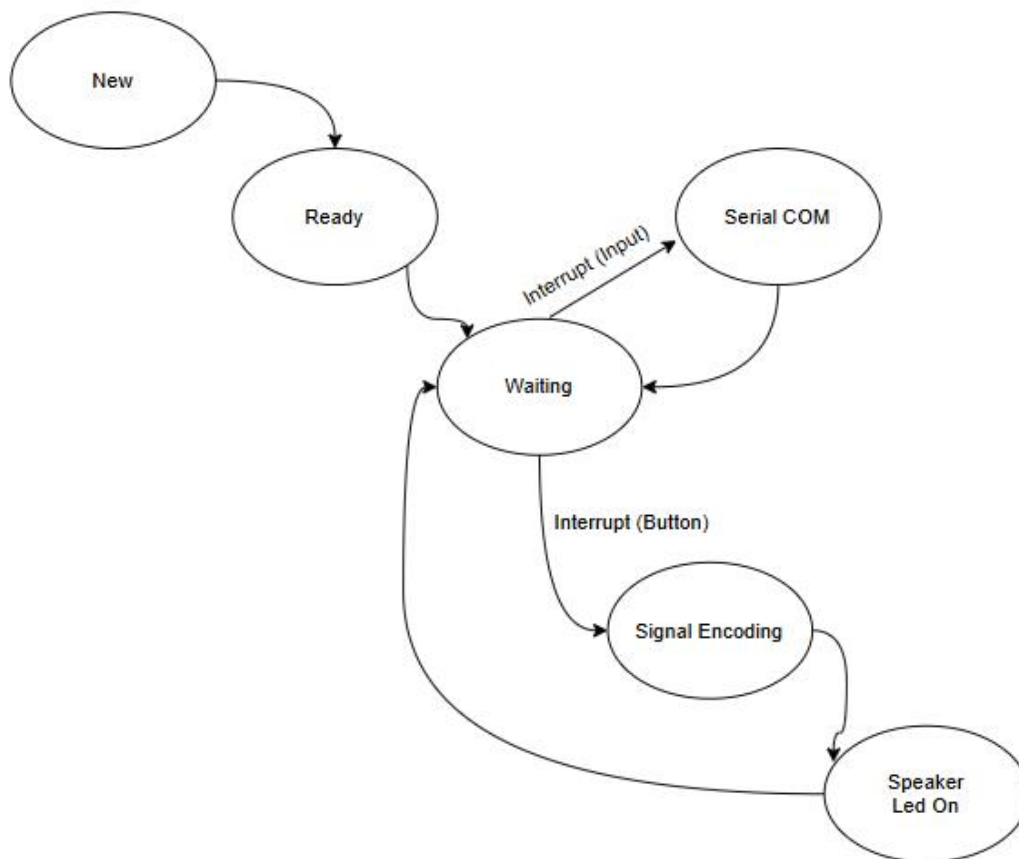 New
Ready
Serial COM
Interrupt (Input)
Waiting
Interrupt (Button)
Signal Encoding
Speaker
Led On